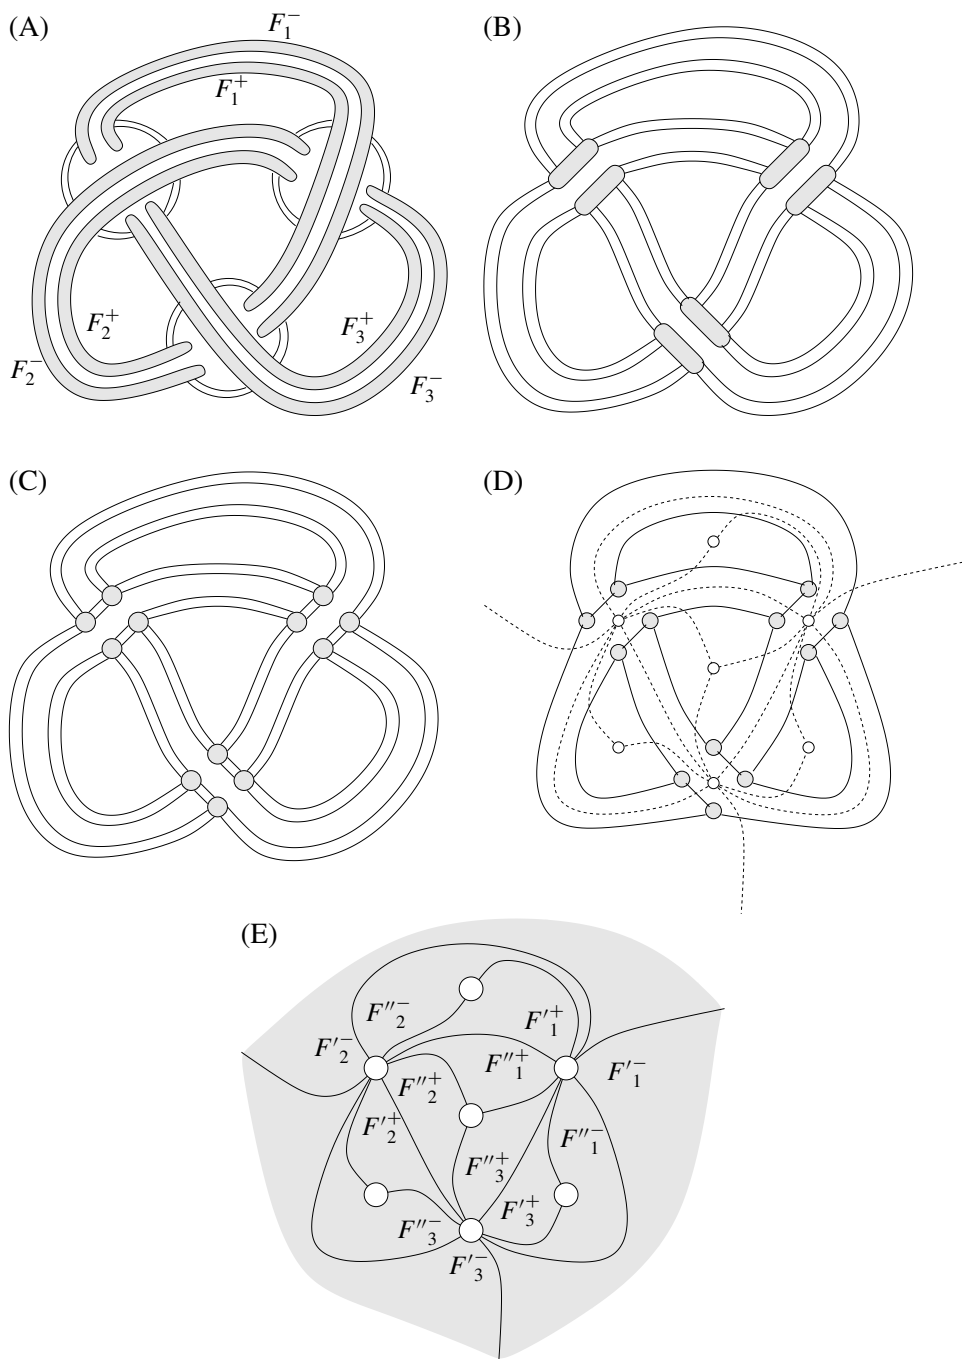 (A)
F₁⁻
(B)
F₁⁺
F₂⁺
F₃⁺
F₂⁻
F₃⁻
(C)
(D)
(E)
F″₂⁻
F′₁⁺
F′₂⁻
F″₁⁺
F′₁⁻
F″₂⁺
F′₂⁺
F″₁⁻
F″₃⁺
F′₃⁺
F″₃⁻
F′₃⁻